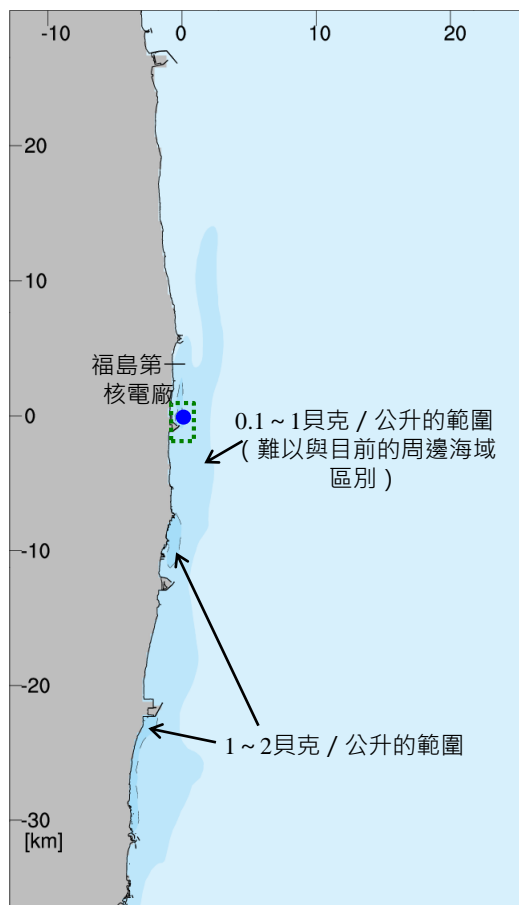 -10
0
10
20
20
10
福島第一
核電廠
0
0.1～1貝克 / 公升的範圍
( 難以與目前的周邊海域
區別 )
-10
-20
1～2貝克 / 公升的範圍
-30
[km]